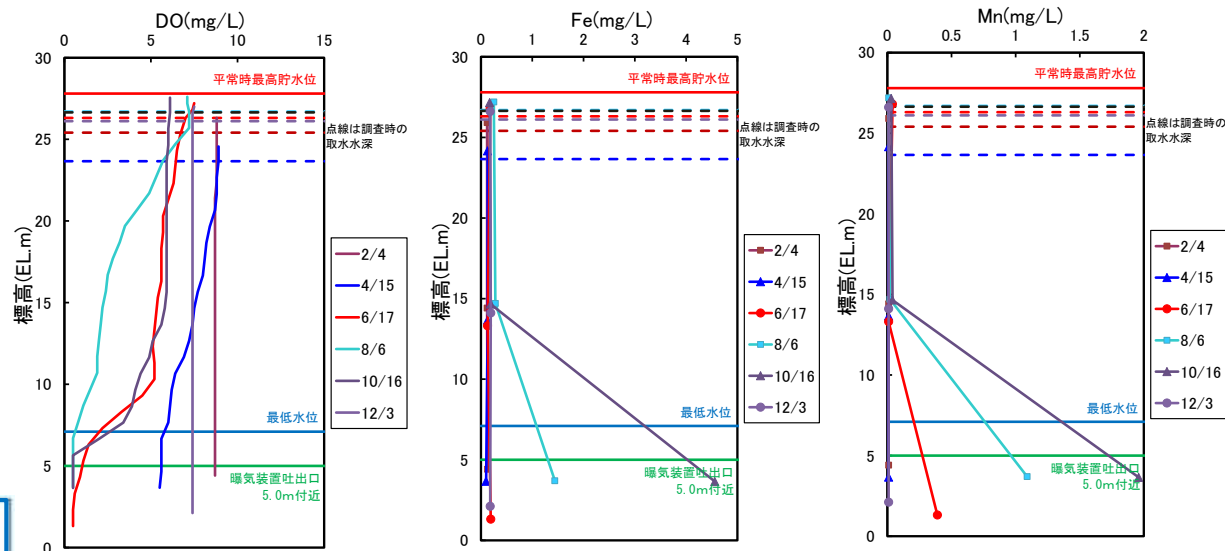 DO(mg/L)
0 5 10 15
30
25
20
15
10
5
0
標高(EL.m)
平常時最高貯水位
点線は調査時の
取水水深
2/4
4/15
6/17
8/6
10/16
12/3
最低水位
曝気装置吐出口
5.0m付近
Fe(mg/L)
0 1 2 3 4 5
30
25
20
15
10
5
0
標高(EL.m)
平常時最高貯水位
点線は調査時の
取水水深
2/4
4/15
6/17
8/6
10/16
12/3
最低水位
曝気装置吐出口
5.0m付近
Mn(mg/L)
0 0.5 1 1.5 2
30
25
20
15
10
5
0
標高(EL.m)
平常時最高貯水位
点線は調査時の
取水水深
2/4
4/15
6/17
8/6
10/16
12/3
最低水位
曝気装置吐出口
5.0m付近